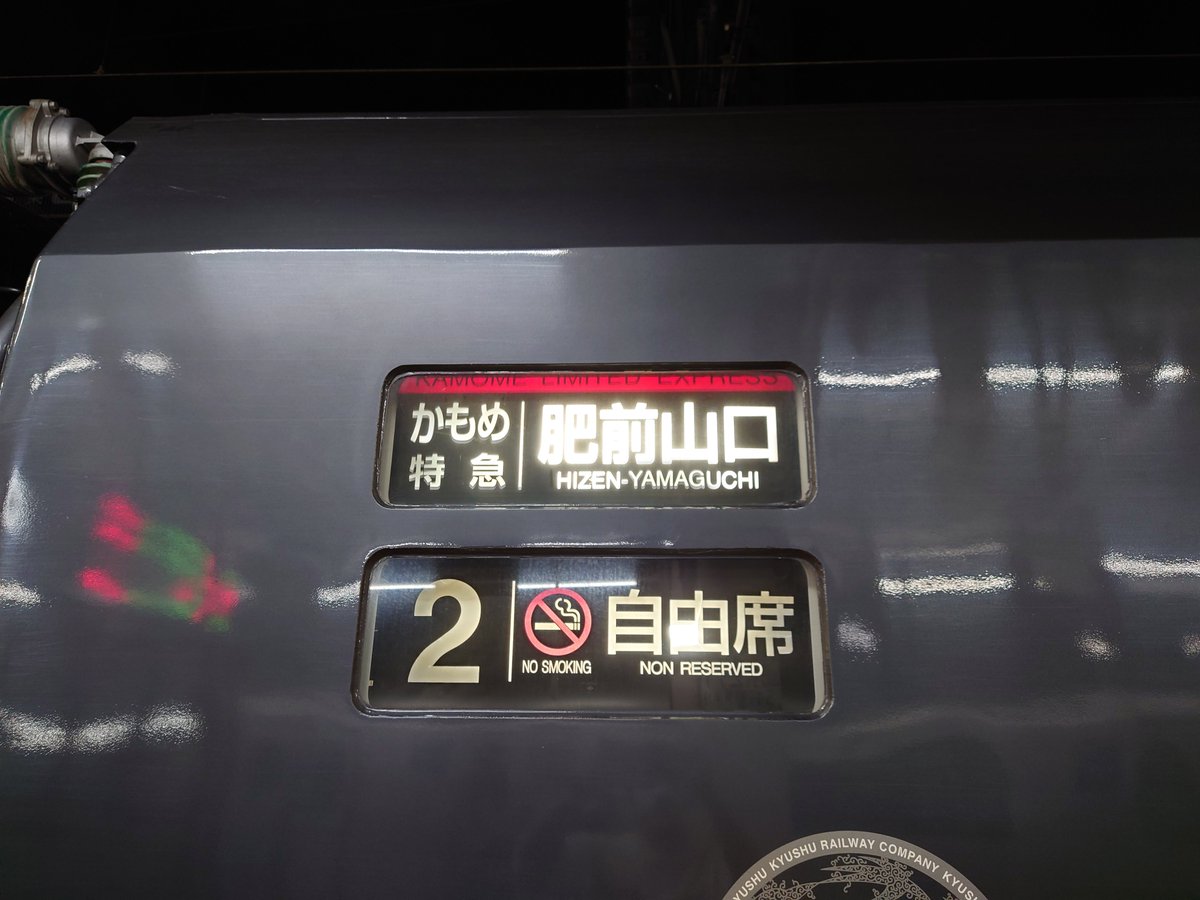 KAMOME LIMITED EXPRESS
かもめ
特急
肥前山口
HIZEN-YAMAGUCHI
2
自由席
NO SMOKING
NON RESERVED
KYUSHU RAILWAY COMPANY